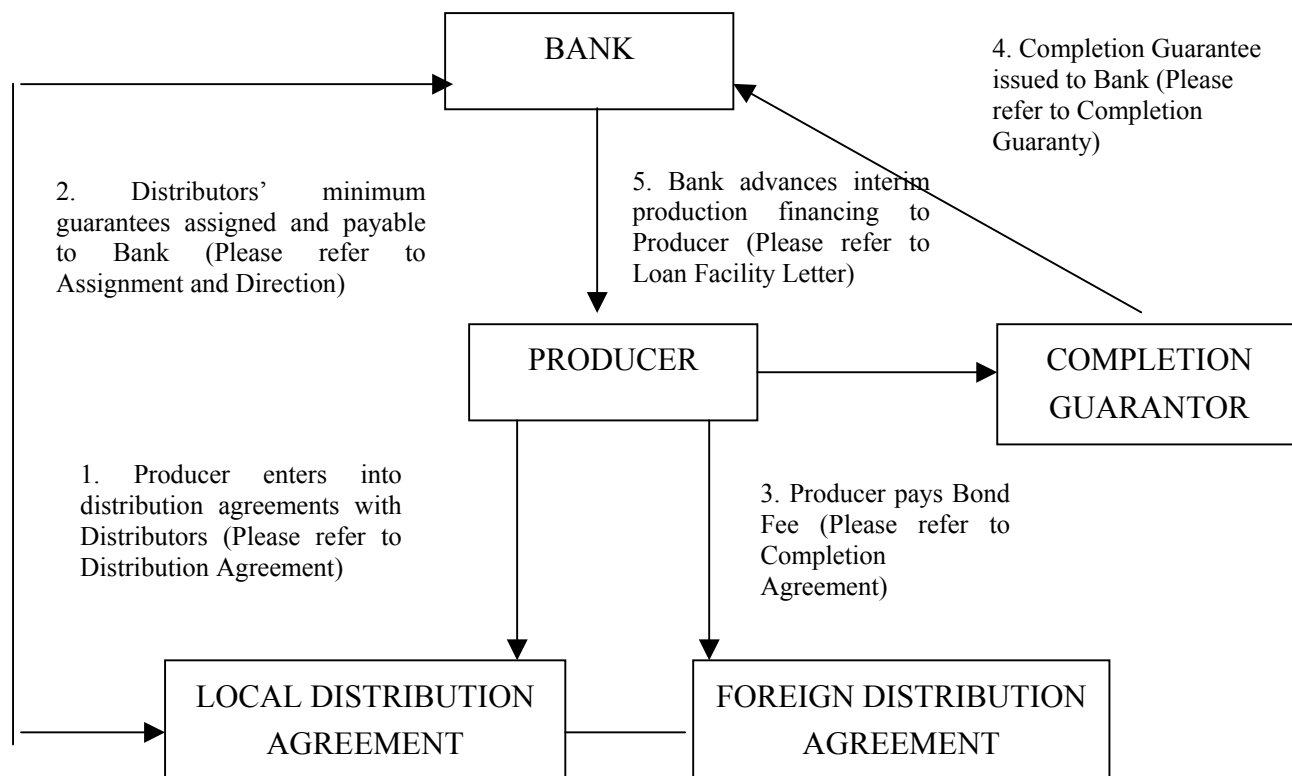 BANK
4. Completion Guarantee
issued to Bank (Please
refer to Completion
Guaranty)
2. Distributors’ minimum
guarantees assigned and payable
to Bank (Please refer to
Assignment and Direction)
5. Bank advances interim
production financing to
Producer (Please refer to
Loan Facility Letter)
PRODUCER
COMPLETION
GUARANTOR
1. Producer enters into
distribution agreements with
Distributors (Please refer to
Distribution Agreement)
3. Producer pays Bond
Fee (Please refer to
Completion
Agreement)
LOCAL DISTRIBUTION
AGREEMENT
FOREIGN DISTRIBUTION
AGREEMENT